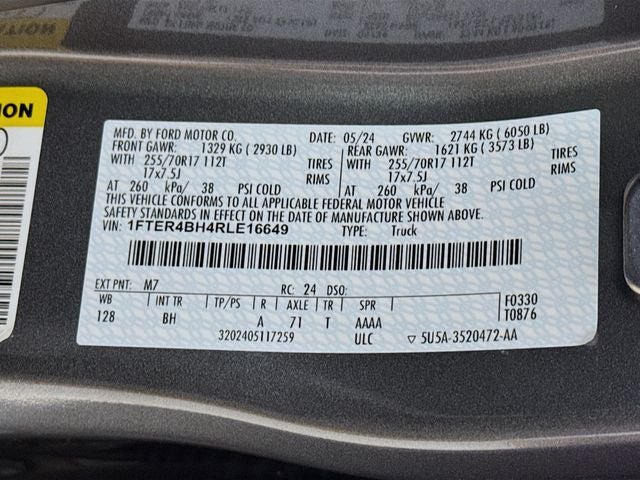 ION
MFD. BY FORD MOTOR CO. DATE: 05/24 GVWR: 2744 KG ( 6050 LB)
FRONT GAWR: 1329 KG ( 2930 LB) REAR GAWR: 1621 KG ( 3573 LB)
WITH 255/70R17 112T TIRES WITH 255/70R17 112T TIRES
17x7.5J RIMS 17x7.5J RIMS
AT 260 kPa/ 38 PSI COLD AT 260 kPa/ 38 PSI COLD
THIS VEHICLE CONFORMS TO ALL APPLICABLE FEDERAL MOTOR VEHICLE
SAFETY STANDARDS IN EFFECT ON THE DATE OF MANUFACTURE SHOWN ABOVE.
VIN: 1FTER4BH4RLE16649 TYPE: Truck
EXT PNT: M7 RC: 24 DSO:
WB INT TR TP/PS R AXLE TR SPR F0330
128 BH A 71 T AAAA T0876
3202405117259 ULC ▽ 5U5A-3520472-AA